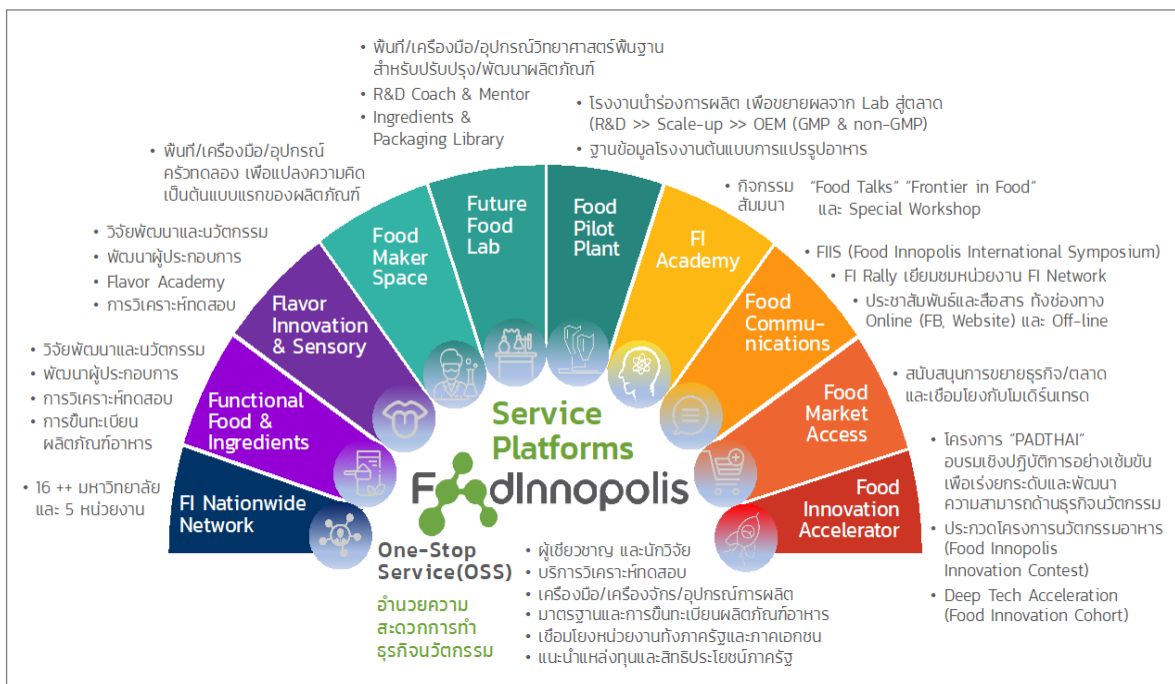 • พื้นที่/เครื่องมือ/อุปกรณ์วิทยาศาสตร์พื้นฐาน
สำหรับปรับปรุง/พัฒนาผลิตภัณฑ์
• R&D Coach & Mentor
• Ingredients &
Packaging Library
• โรงงานนำร่องการผลิต เพื่อขยายผลจาก Lab สู่ตลาด
(R&D >> Scale-up >> OEM (GMP & non-GMP)
• ฐานข้อมูลโรงงานต้นแบบการแปรรูปอาหาร
• พื้นที่/เครื่องมือ/อุปกรณ์
ครัวทดลอง เพื่อแปลงความคิด
เป็นต้นแบบแรกของผลิตภัณฑ์
• กิจกรรม "Food Talks" "Frontier in Food"
สัมมนา และ Special Workshop
• วิจัยพัฒนาและนวัตกรรม
• พัฒนาผู้ประกอบการ
• Flavor Academy
• การวิเคราะห์ทดสอบ
• FIIS (Food Innopolis International Symposium)
• FI Rally เยี่ยมชมหน่วยงาน FI Network
• ประชาสัมพันธ์และสื่อสาร ทั้งช่องทาง
Online (FB, Website) และ Off-line
• วิจัยพัฒนาและนวัตกรรม
• พัฒนาผู้ประกอบการ
• การวิเคราะห์ทดสอบ
• การขึ้นทะเบียน
ผลิตภัณฑ์อาหาร
• สนับสนุนการขยายธุรกิจ/ตลาด
และเชื่อมโยงกับโมเดิร์นเทรด
• 16 ++ มหาวิทยาลัย
และ 5 หน่วยงาน
• โครงการ "PADTHAI"
อบรมเชิงปฏิบัติการอย่างเข้มขัน
เพื่อเร่งยกระดับและพัฒนา
ความสามารถด้านธุรกิจนวัตกรรม
• ประกวดโครงการนวัตกรรมอาหาร
(Food Innopolis
Innovation Contest)
• Deep Tech Acceleration
(Food Innovation Cohort)
FI Nationwide
Network
Functional
Food &
Ingredients
Flavor
Innovation
& Sensory
Food
Maker
Space
Future
Food
Lab
Food
Pilot
Plant
FI
Academy
Food
Commu-
nications
Food
Market
Access
Food
Innovation
Accelerator
Service
Platforms
FoodInnopolis
One-Stop
Service(OSS)
อำนวยความ
สะดวกการทำ
ธุรกิจนวัตกรรม
• ผู้เชี่ยวชาญ และนักวิจัย
• บริการวิเคราะห์ทดสอบ
• เครื่องมือ/เครื่องจักร/อุปกรณ์การผลิต
• มาตรฐานและการขึ้นทะเบียนผลิตภัณฑ์อาหาร
• เชื่อมโยงหน่วยงานทั้งภาครัฐและภาคเอกชน
• แนะนำแหล่งทุนและสิทธิประโยชน์ภาครัฐ